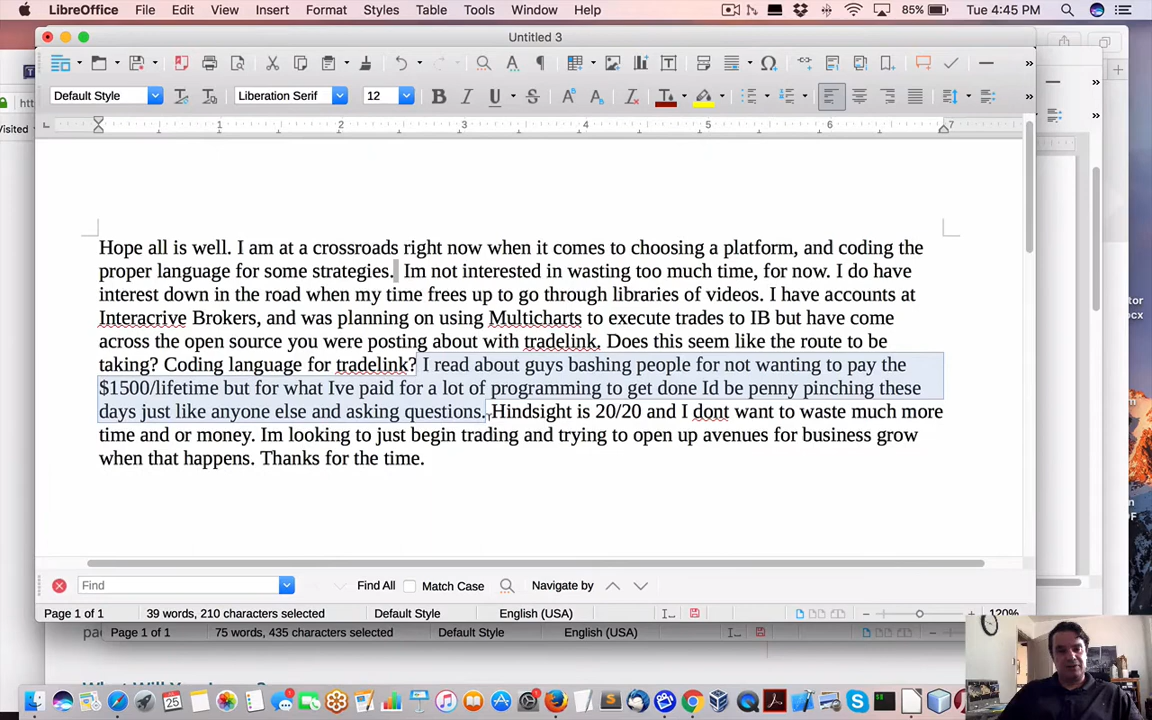 LibreOffice File Edit View Insert Format Styles Table Tools Window Help 85% Tue 4:45 PM
Untitled 3
Default Style Liberation Serif 12
1 2 3 4 5 6 7
Hope all is well. I am at a crossroads right now when it comes to choosing a platform, and coding the
proper language for some strategies. Im not interested in wasting too much time, for now. I do have
interest down in the road when my time frees up to go through libraries of videos. I have accounts at
Interacrive Brokers, and was planning on using Multicharts to execute trades to IB but have come
across the open source you were posting about with tradelink. Does this seem like the route to be
taking? Coding language for tradelink? I read about guys bashing people for not wanting to pay the
$1500/lifetime but for what Ive paid for a lot of programming to get done Id be penny pinching these
days just like anyone else and asking questions. Hindsight is 20/20 and I dont want to waste much more
time and or money. Im looking to just begin trading and trying to open up avenues for business grow
when that happens. Thanks for the time.
Find Find All Match Case Navigate by
Page 1 of 1 39 words, 210 characters selected Default Style English (USA) 120%
Page 1 of 1 75 words, 435 characters selected Default Style English (USA)